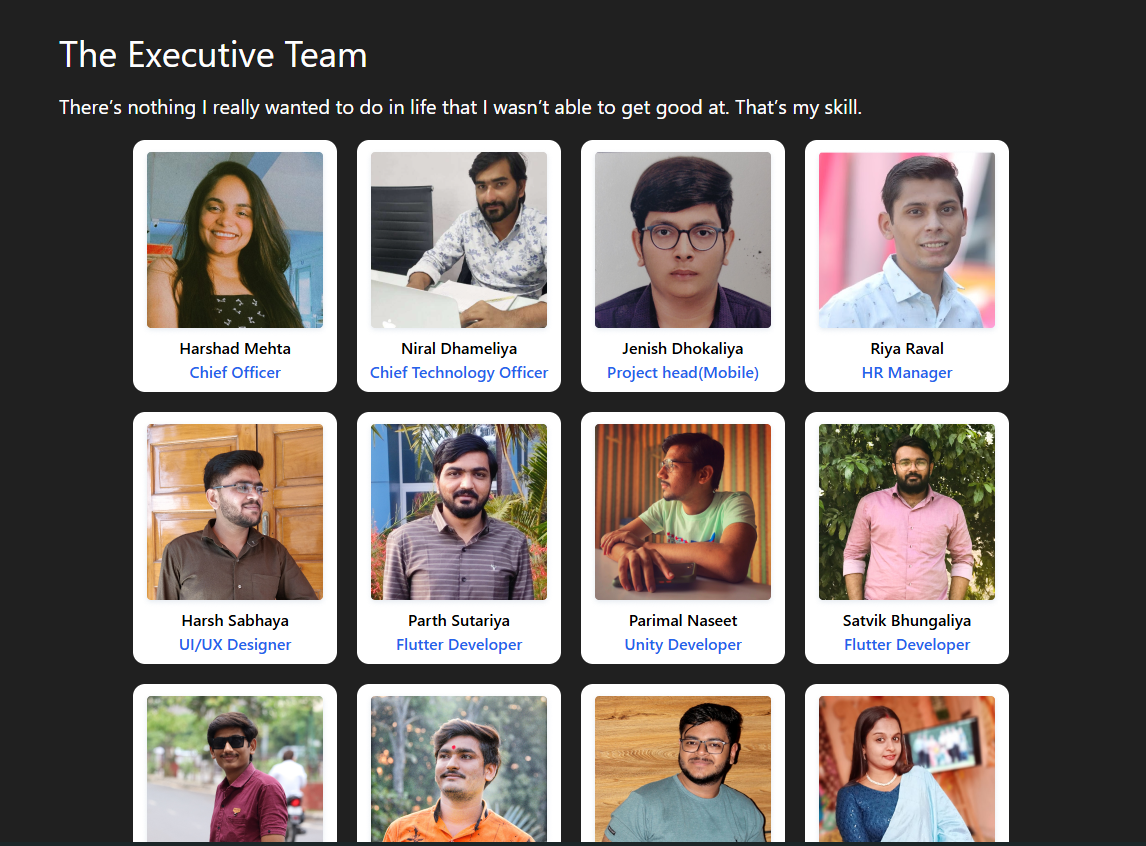 The Executive Team
There’s nothing I really wanted to do in life that I wasn’t able to get good at. That’s my skill.
Harshad Mehta
Chief Officer
Niral Dhameliya
Chief Technology Officer
Jenish Dhokaliya
Project head(Mobile)
Riya Raval
HR Manager
Harsh Sabhaya
UI/UX Designer
Parth Sutariya
Flutter Developer
Parimal Naseet
Unity Developer
Satvik Bhungaliya
Flutter Developer